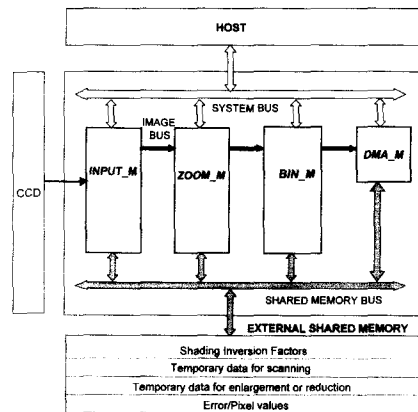 HOST
SYSTEM BUS
IMAGE
BUS
INPUT_M
ZOOM_M
BIN_M
DMA_M
CCD
SHARED MEMORY BUS
EXTERNAL SHARED MEMORY
Shading Inversion Factors
Temporary data for scanning
Temporary data for enlargement or reduction
Error/Pixel values